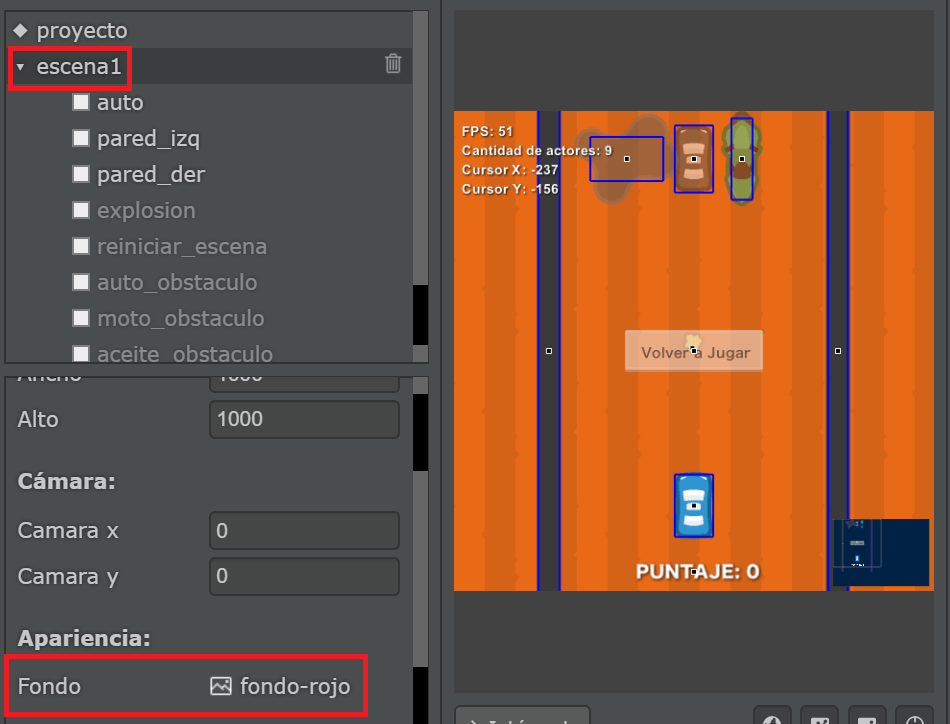 proyecto
escena1
auto
pared_izq
pared_der
explosion
reiniciar_escena
auto_obstaculo
moto_obstaculo
aceite_obstaculo
Ancho 1000
Alto 1000
Cámara:
Camara x 0
Camara y 0
Apariencia:
Fondo fondo-rojo
FPS: 51
Cantidad de actores: 9
Cursor X: -237
Cursor Y: -156
Volver a Jugar
PUNTAJE: 0